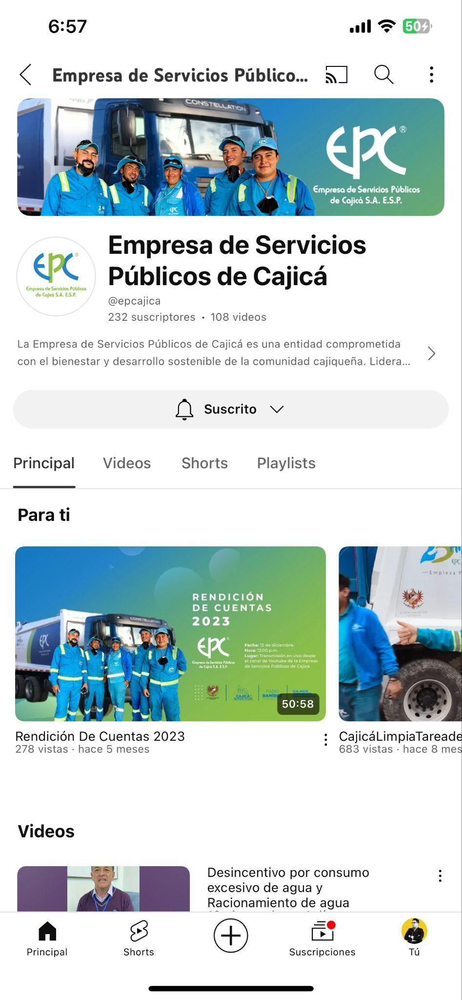 6:57
50
Empresa de Servicios Público...
CONSTELLATION
EPC®
Empresa de Servicios Públicos
de Cajicá S.A. E.S.P.
EPC®
Empresa de Servicios Públicos
de Cajicá S.A. E.S.P.
Empresa de Servicios
Públicos de Cajicá
@epcajica
232 suscriptores • 108 videos
La Empresa de Servicios Públicos de Cajicá es una entidad comprometida
con el bienestar y desarrollo sostenible de la comunidad cajiqueña. Lidera...
Suscrito
Principal
Videos
Shorts
Playlists
Para ti
RENDICIÓN
DE CUENTAS
2023
CONSTELLATION
EPC
EPC®
Empresa de Servicios Públicos
de Cajicá S.A. E.S.P.
Fecha: 12 de diciembre.
Hora: 12:00 p.m.
Lugar: Transmisión en vivo desde
el canal de Youtube de la Empresa
de Servicios Públicos de Cajicá.
CAJICÁ
FABIO
RAMÍREZ
50:58
EPC
Empieza P
Rendición De Cuentas 2023
278 vistas · hace 5 meses
CajicáLimpiaTareade
683 vistas · hace 8 mes
Videos
Desincentivo por consumo
excesivo de agua y
Racionamiento de agua
Principal
Shorts
Suscripciones
Tú